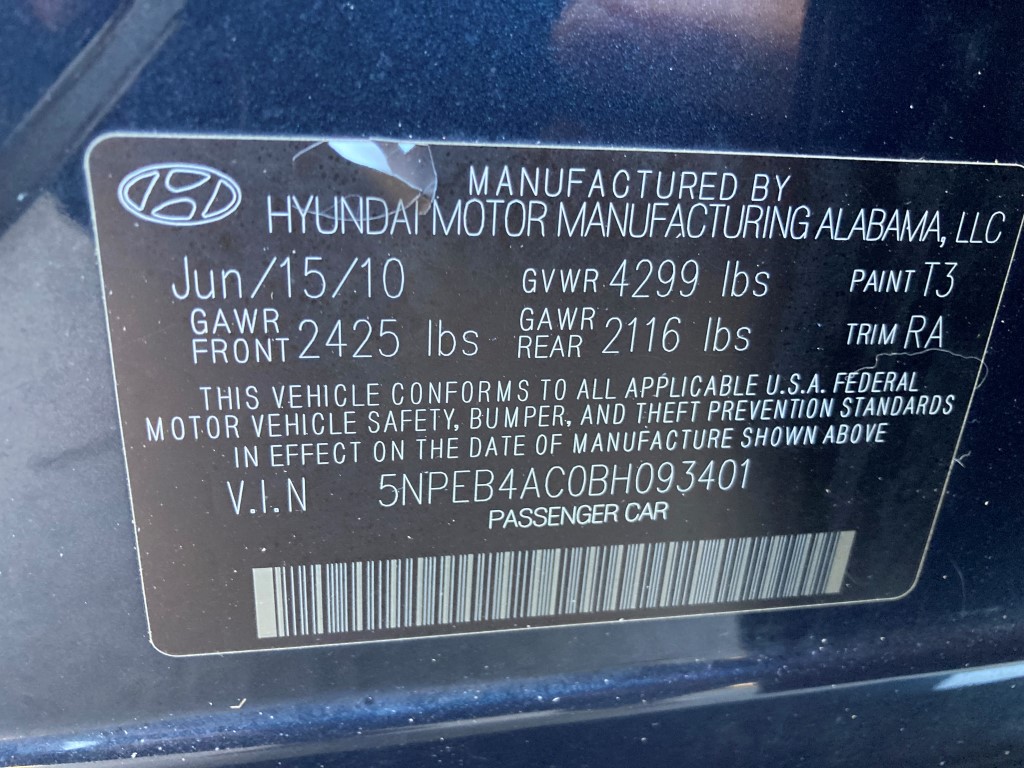 MANUFACTURED BY
HYUNDAI MOTOR MANUFACTURING ALABAMA, LLC
Jun/15/10 GVWR 4299 lbs PAINT T3
GAWR FRONT 2425 lbs GAWR REAR 2116 lbs TRIM RA
THIS VEHICLE CONFORMS TO ALL APPLICABLE U.S.A. FEDERAL
MOTOR VEHICLE SAFETY, BUMPER, AND THEFT PREVENTION STANDARDS
IN EFFECT ON THE DATE OF MANUFACTURE SHOWN ABOVE
V.I.N 5NPEB4AC0BH093401
PASSENGER CAR